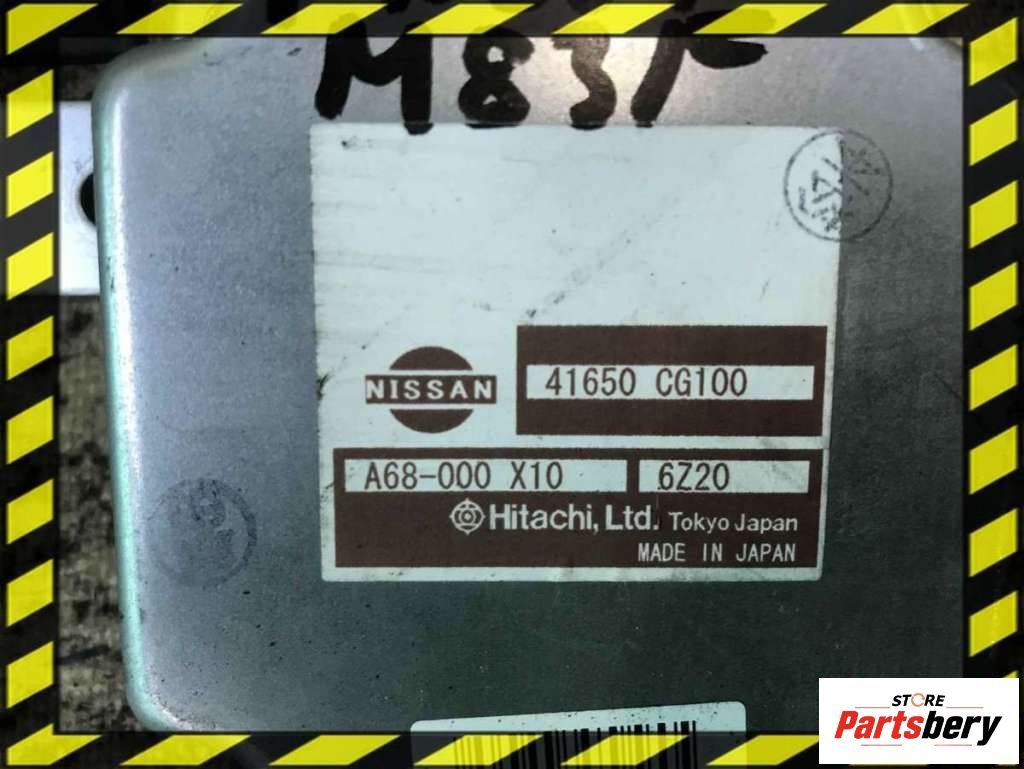 M83F
NISSAN
41650 CG100
A68-000 X10
6Z20
Hitachi, Ltd. Tokyo Japan
MADE IN JAPAN
STORE
Partsbery